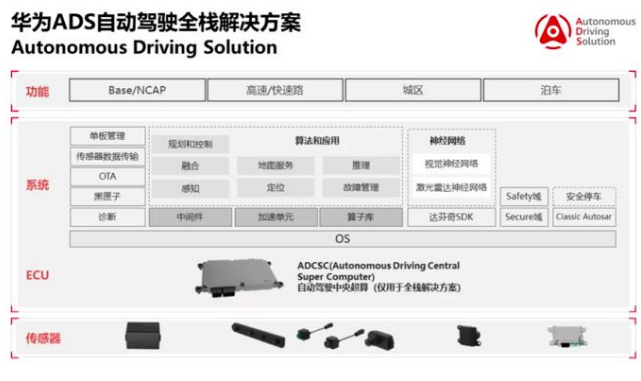 华为ADS自动驾驶全栈解决方案
Autonomous Driving Solution
Autonomous
Driving
Solution
功能
Base/NCAP
高速/快速路
城区
泊车
系统
单板管理
传感器数据传输
OTA
黑匣子
诊断
规划和控制
算法和应用
融合
地图服务
推理
感知
定位
故障管理
中间件
加速单元
算子库
神经网络
视觉神经网络
激光雷达神经网络
达芬奇SDK
Safety域
安全停车
Secure域
Classic Autosar
OS
ECU
ADCSC(Autonomous Driving Central
Super Computer)
自动驾驶中央超算 (仅用于全栈解决方案)
传感器